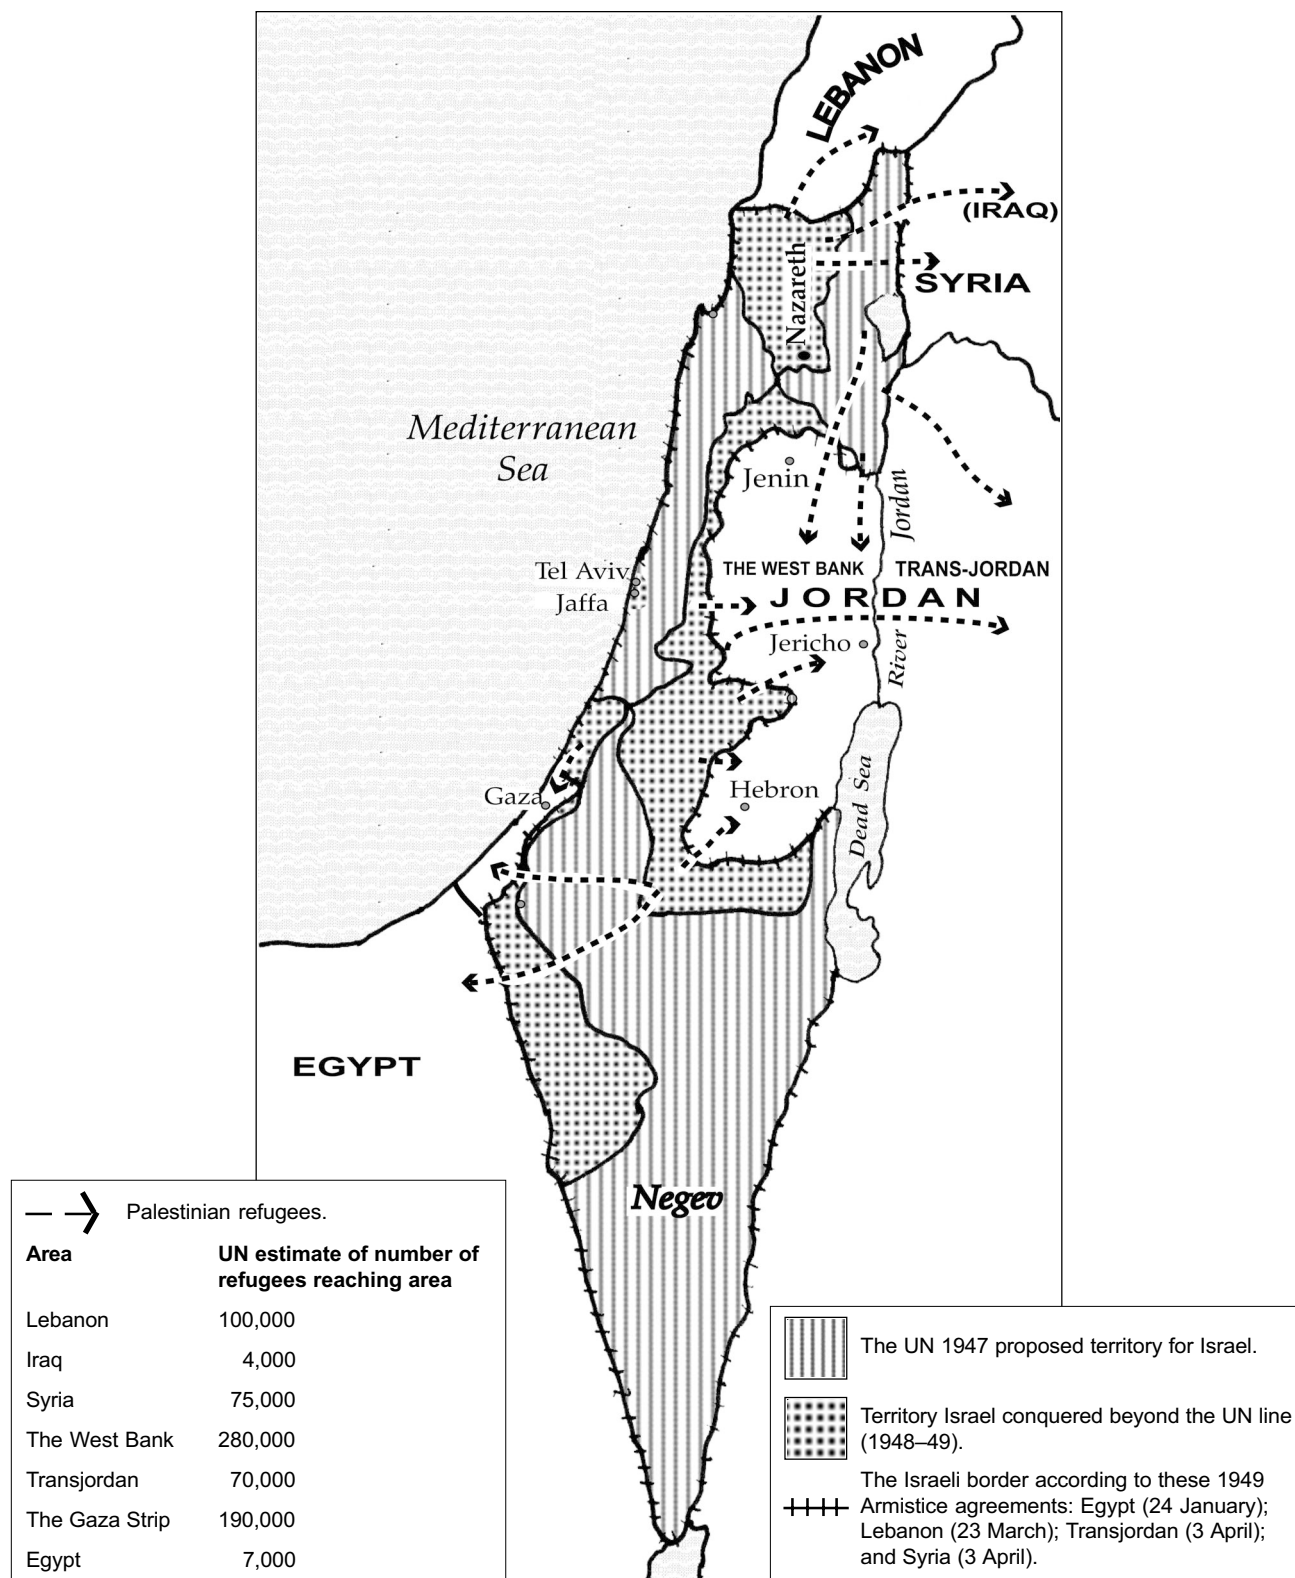 LEBANON
(IRAQ)
SYRIA
Nazareth
Mediterranean
Sea
Jenin
Jordan
Tel Aviv
Jaffa
THE WEST BANK
TRANS-JORDAN
JORDAN
Jericho
River
Gaza
Hebron
Dead Sea
EGYPT
Negev
Palestinian refugees.
Area UN estimate of number of
refugees reaching area
Lebanon 100,000
Iraq 4,000
Syria 75,000
The West Bank 280,000
Transjordan 70,000
The Gaza Strip 190,000
Egypt 7,000
The UN 1947 proposed territory for Israel.
Territory Israel conquered beyond the UN line
(1948–49).
The Israeli border according to these 1949
Armistice agreements: Egypt (24 January);
Lebanon (23 March); Transjordan (3 April);
and Syria (3 April).